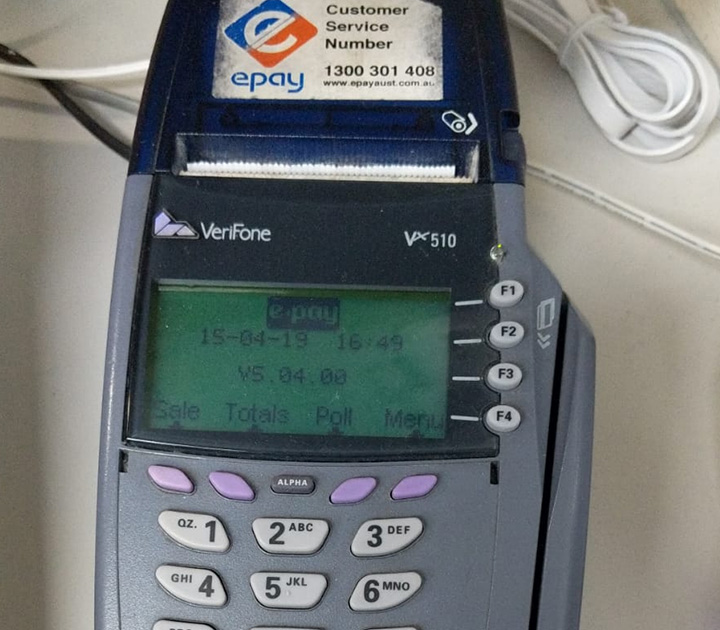 Customer
Service
Number
epay
1300 301 408
www.epayaust.com.au
VeriFone
Vx510
e·pay
15-04-19 16:49
V5.04.00
Sale Totals Poll Menu
F1
F2
F3
F4
ALPHA
QZ. 1
2 ABC
3 DEF
GHI 4
5 JKL
6 MNO